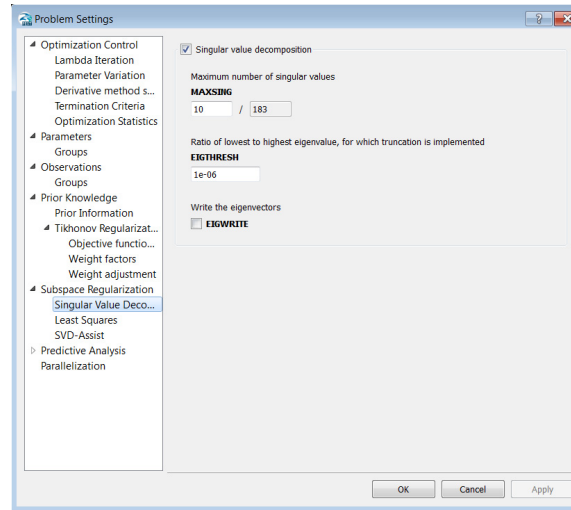 Problem Settings
Optimization Control
Lambda Iteration
Parameter Variation
Derivative method s...
Termination Criteria
Optimization Statistics
Parameters
Groups
Observations
Groups
Prior Knowledge
Prior Information
Tikhonov Regularizat...
Objective functio...
Weight factors
Weight adjustment
Subspace Regularization
Singular Value Deco...
Least Squares
SVD-Assist
Predictive Analysis
Parallelization
Singular value decomposition
Maximum number of singular values
MAXSING
10 / 183
Ratio of lowest to highest eigenvalue, for which truncation is implemented
EIGTHRESH
1e-06
Write the eigenvectors
EIGWRITE
OK Cancel Apply